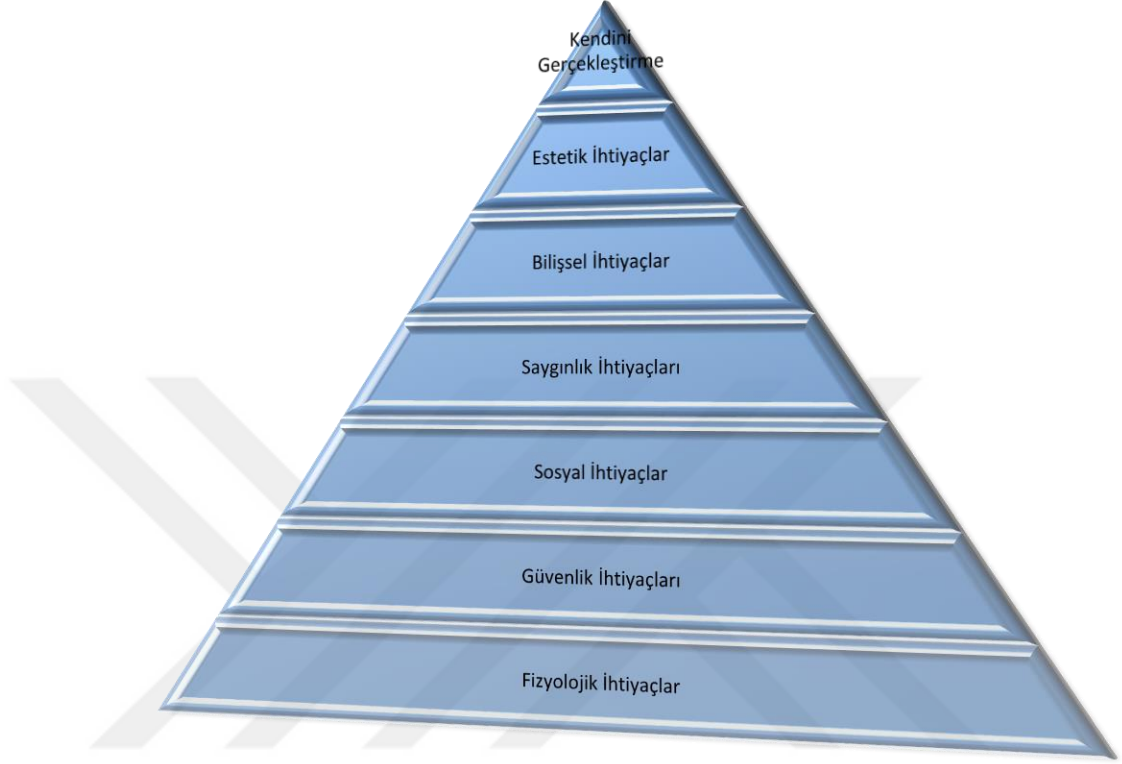 Kendini
Gerçekleştirme
Estetik İhtiyaçlar
Bilişsel İhtiyaçlar
Saygınlık İhtiyaçları
Sosyal İhtiyaçlar
Güvenlik İhtiyaçları
Fizyolojik İhtiyaçlar